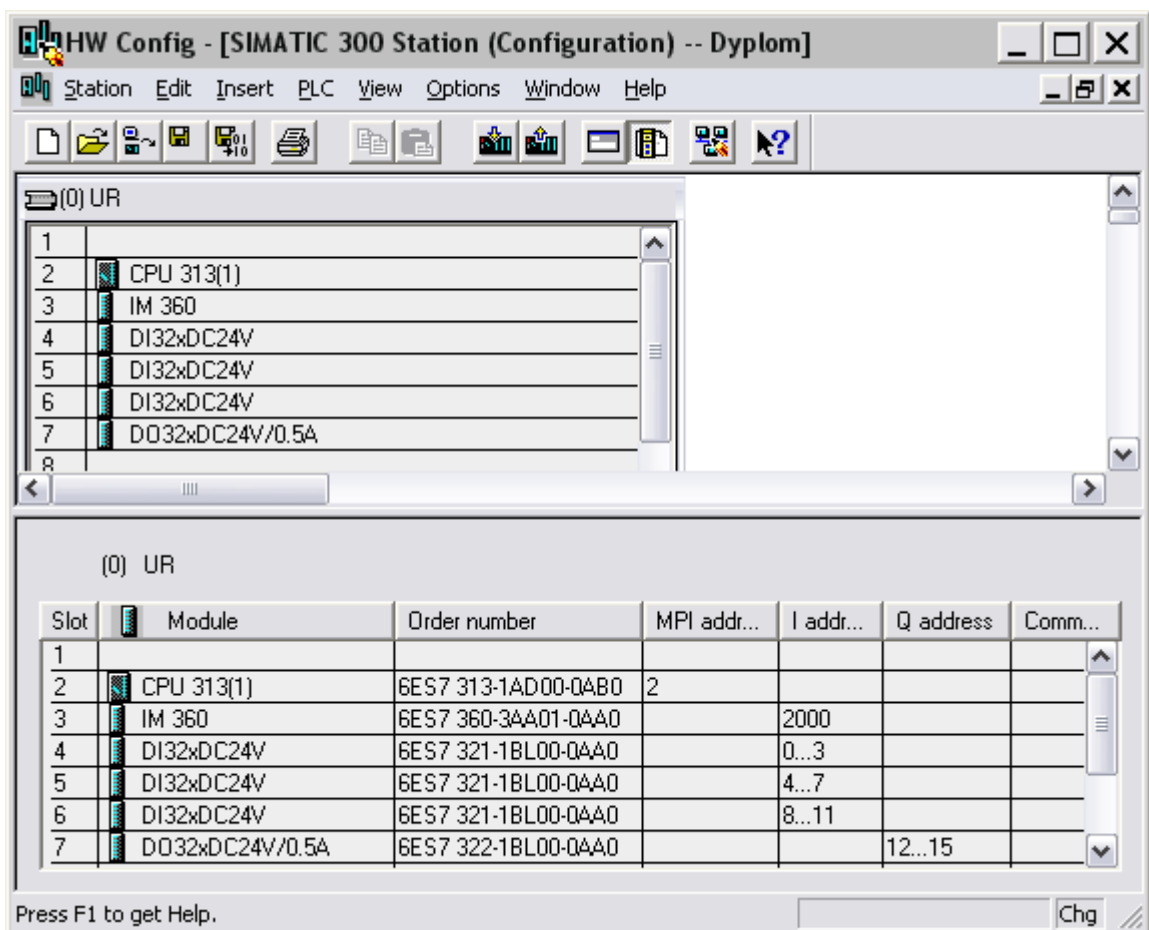 HW Config - [SIMATIC 300 Station (Configuration) -- Dyplom]
Station Edit Insert PLC View Options Window Help
(0) UR
1
2 CPU 313(1)
3 IM 360
4 DI32xDC24V
5 DI32xDC24V
6 DI32xDC24V
7 DO32xDC24V/0.5A
8
(0) UR
Slot Module Order number MPI addr... I addr... Q address Comm...
1
2 CPU 313(1) 6ES7 313-1AD00-0AB0 2
3 IM 360 6ES7 360-3AA01-0AA0 2000
4 DI32xDC24V 6ES7 321-1BL00-0AA0 0...3
5 DI32xDC24V 6ES7 321-1BL00-0AA0 4...7
6 DI32xDC24V 6ES7 321-1BL00-0AA0 8...11
7 DO32xDC24V/0.5A 6ES7 322-1BL00-0AA0 12...15
Press F1 to get Help. Chg